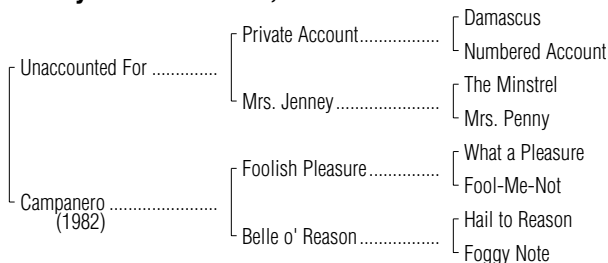 Damascus
Private Account..................
Numbered Account
Unaccounted For ..............
The Minstrel
Mrs. Jenney.......................
Mrs. Penny
What a Pleasure
Foolish Pleasure................
Fool-Me-Not
Campanero .......................
(1982)
Hail to Reason
Belle o' Reason..................
Foggy Note